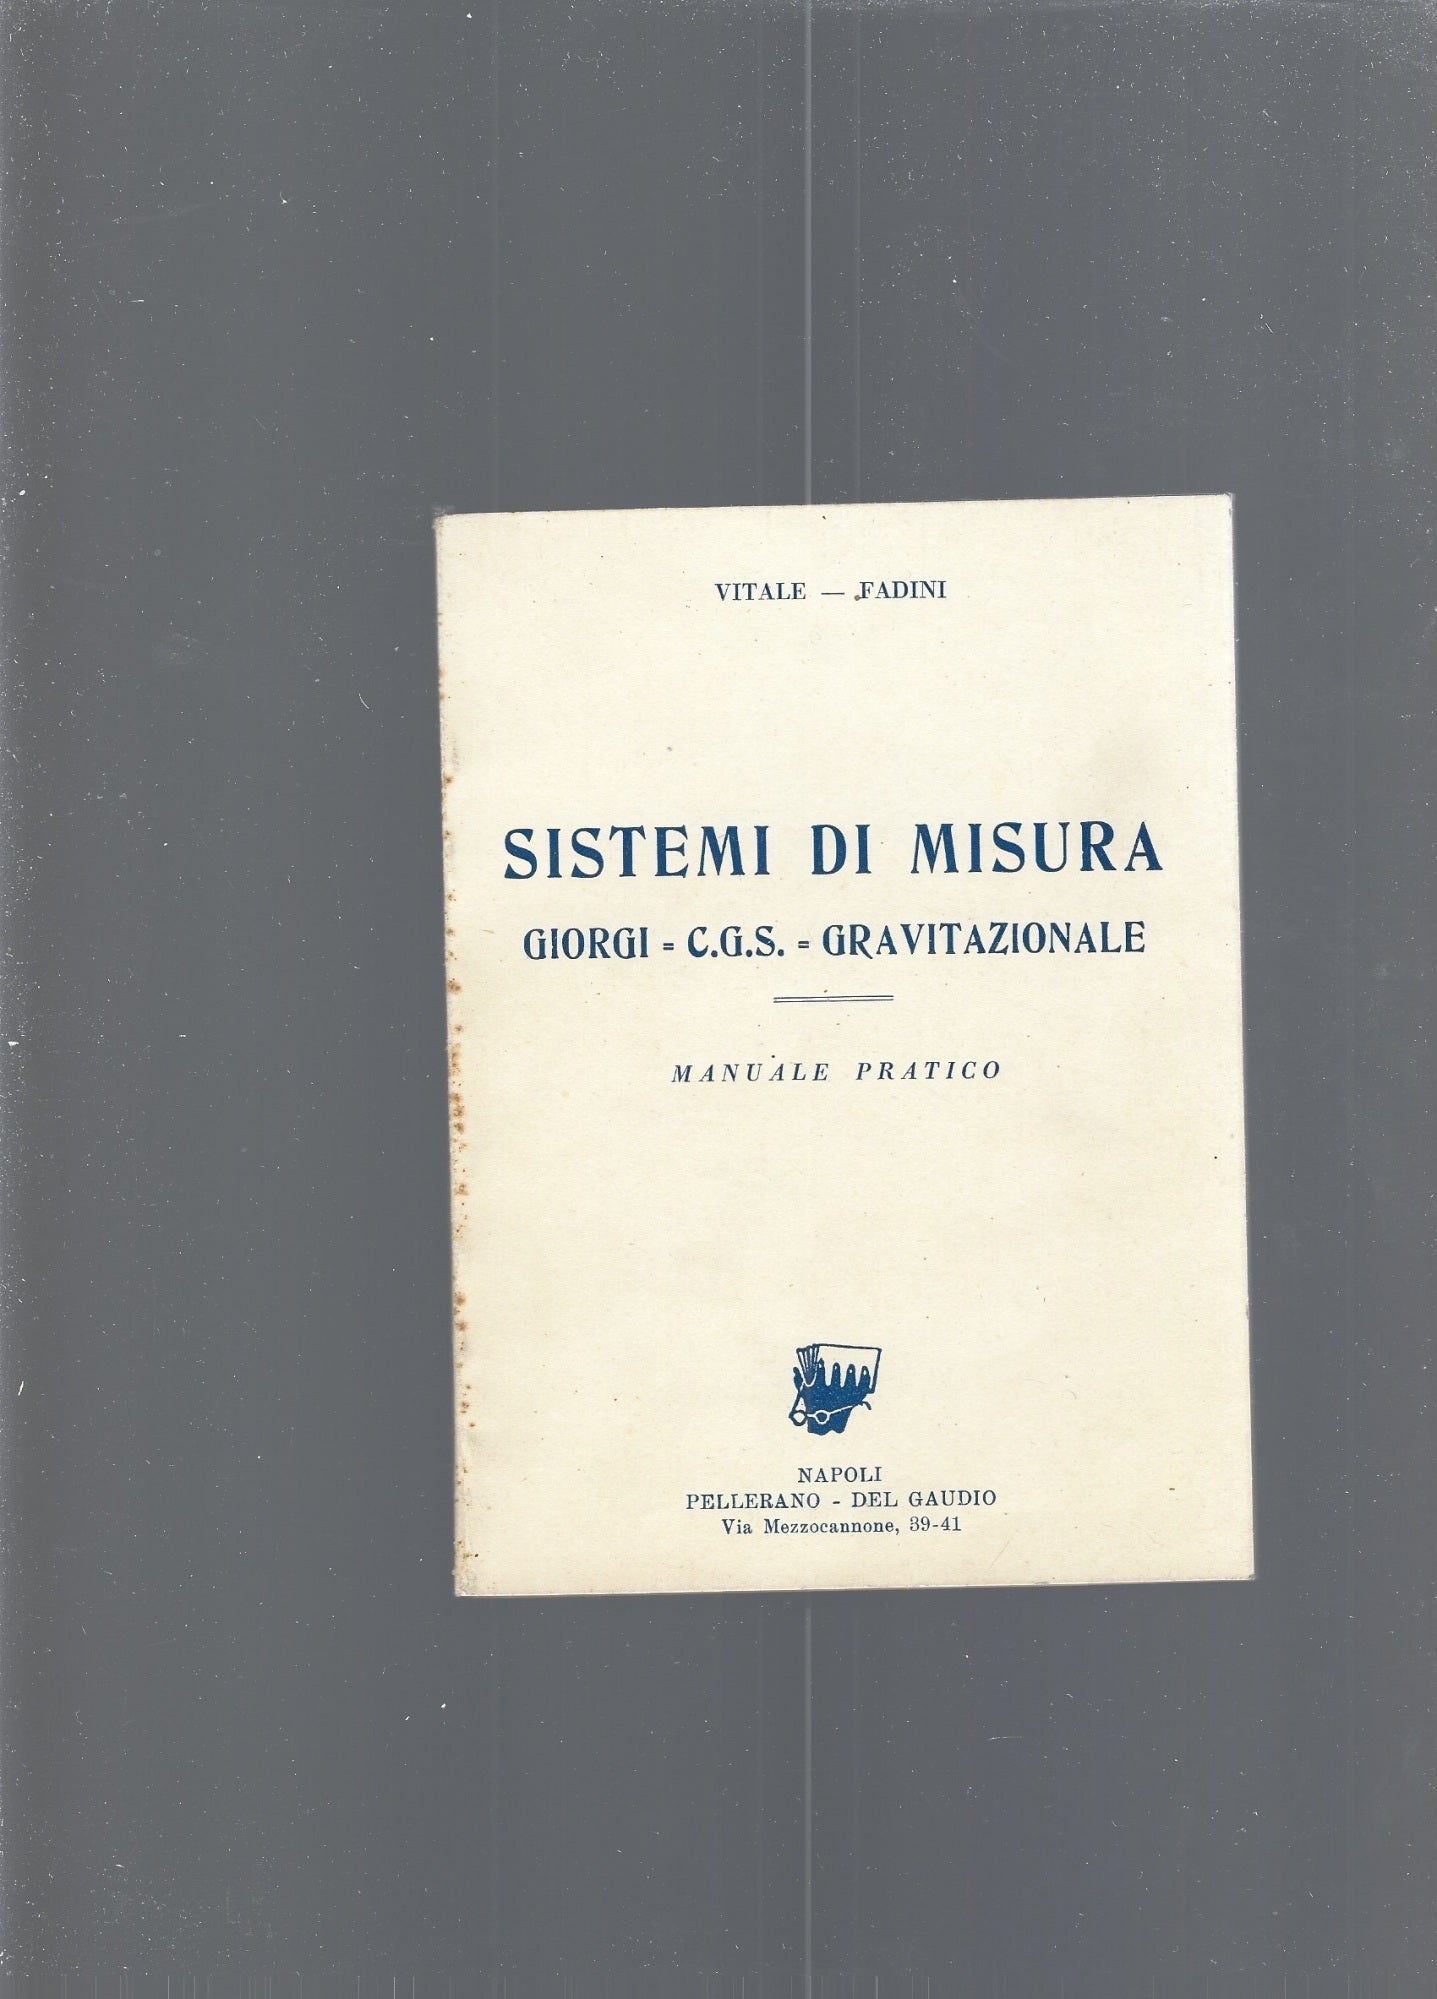 VITALE — FADINI
SISTEMI DI MISURA
GIORGI = C.G.S. = GRAVITAZIONALE
MANUALE PRATICO
NAPOLI
PELLERANO - DEL GAUDIO
Via Mezzocannone, 39-41